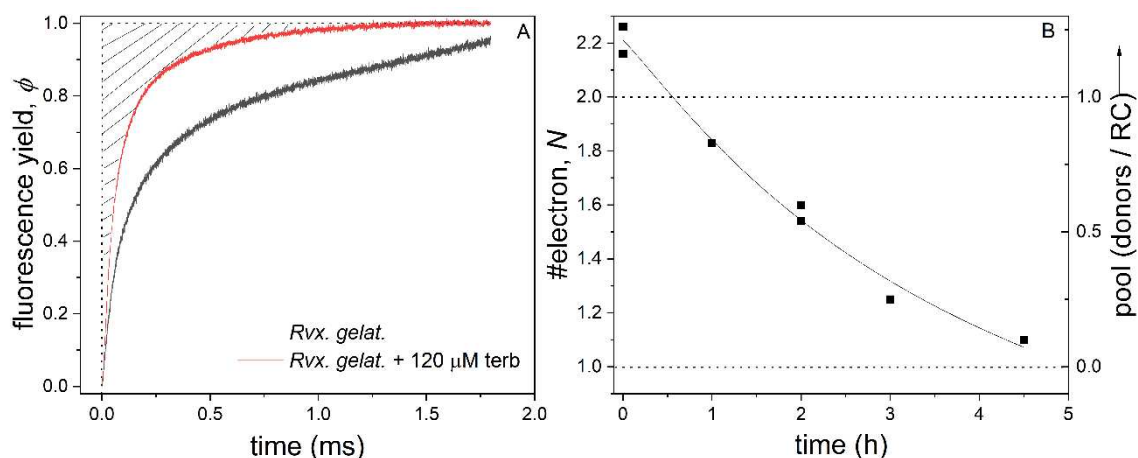 A
1.0
0.8
0.6
0.4
0.2
0.0
fluorescence yield, ϕ
Rvx. gelat.
Rvx. gelat. + 120 μM terb
0.0 0.5 1.0 1.5 2.0
time (ms)
B
2.2
2.0
1.8
1.6
1.4
1.2
1.0
#electron, N
1.0
0.5
0.0
pool (donors / RC)
0 1 2 3 4 5
time (h)